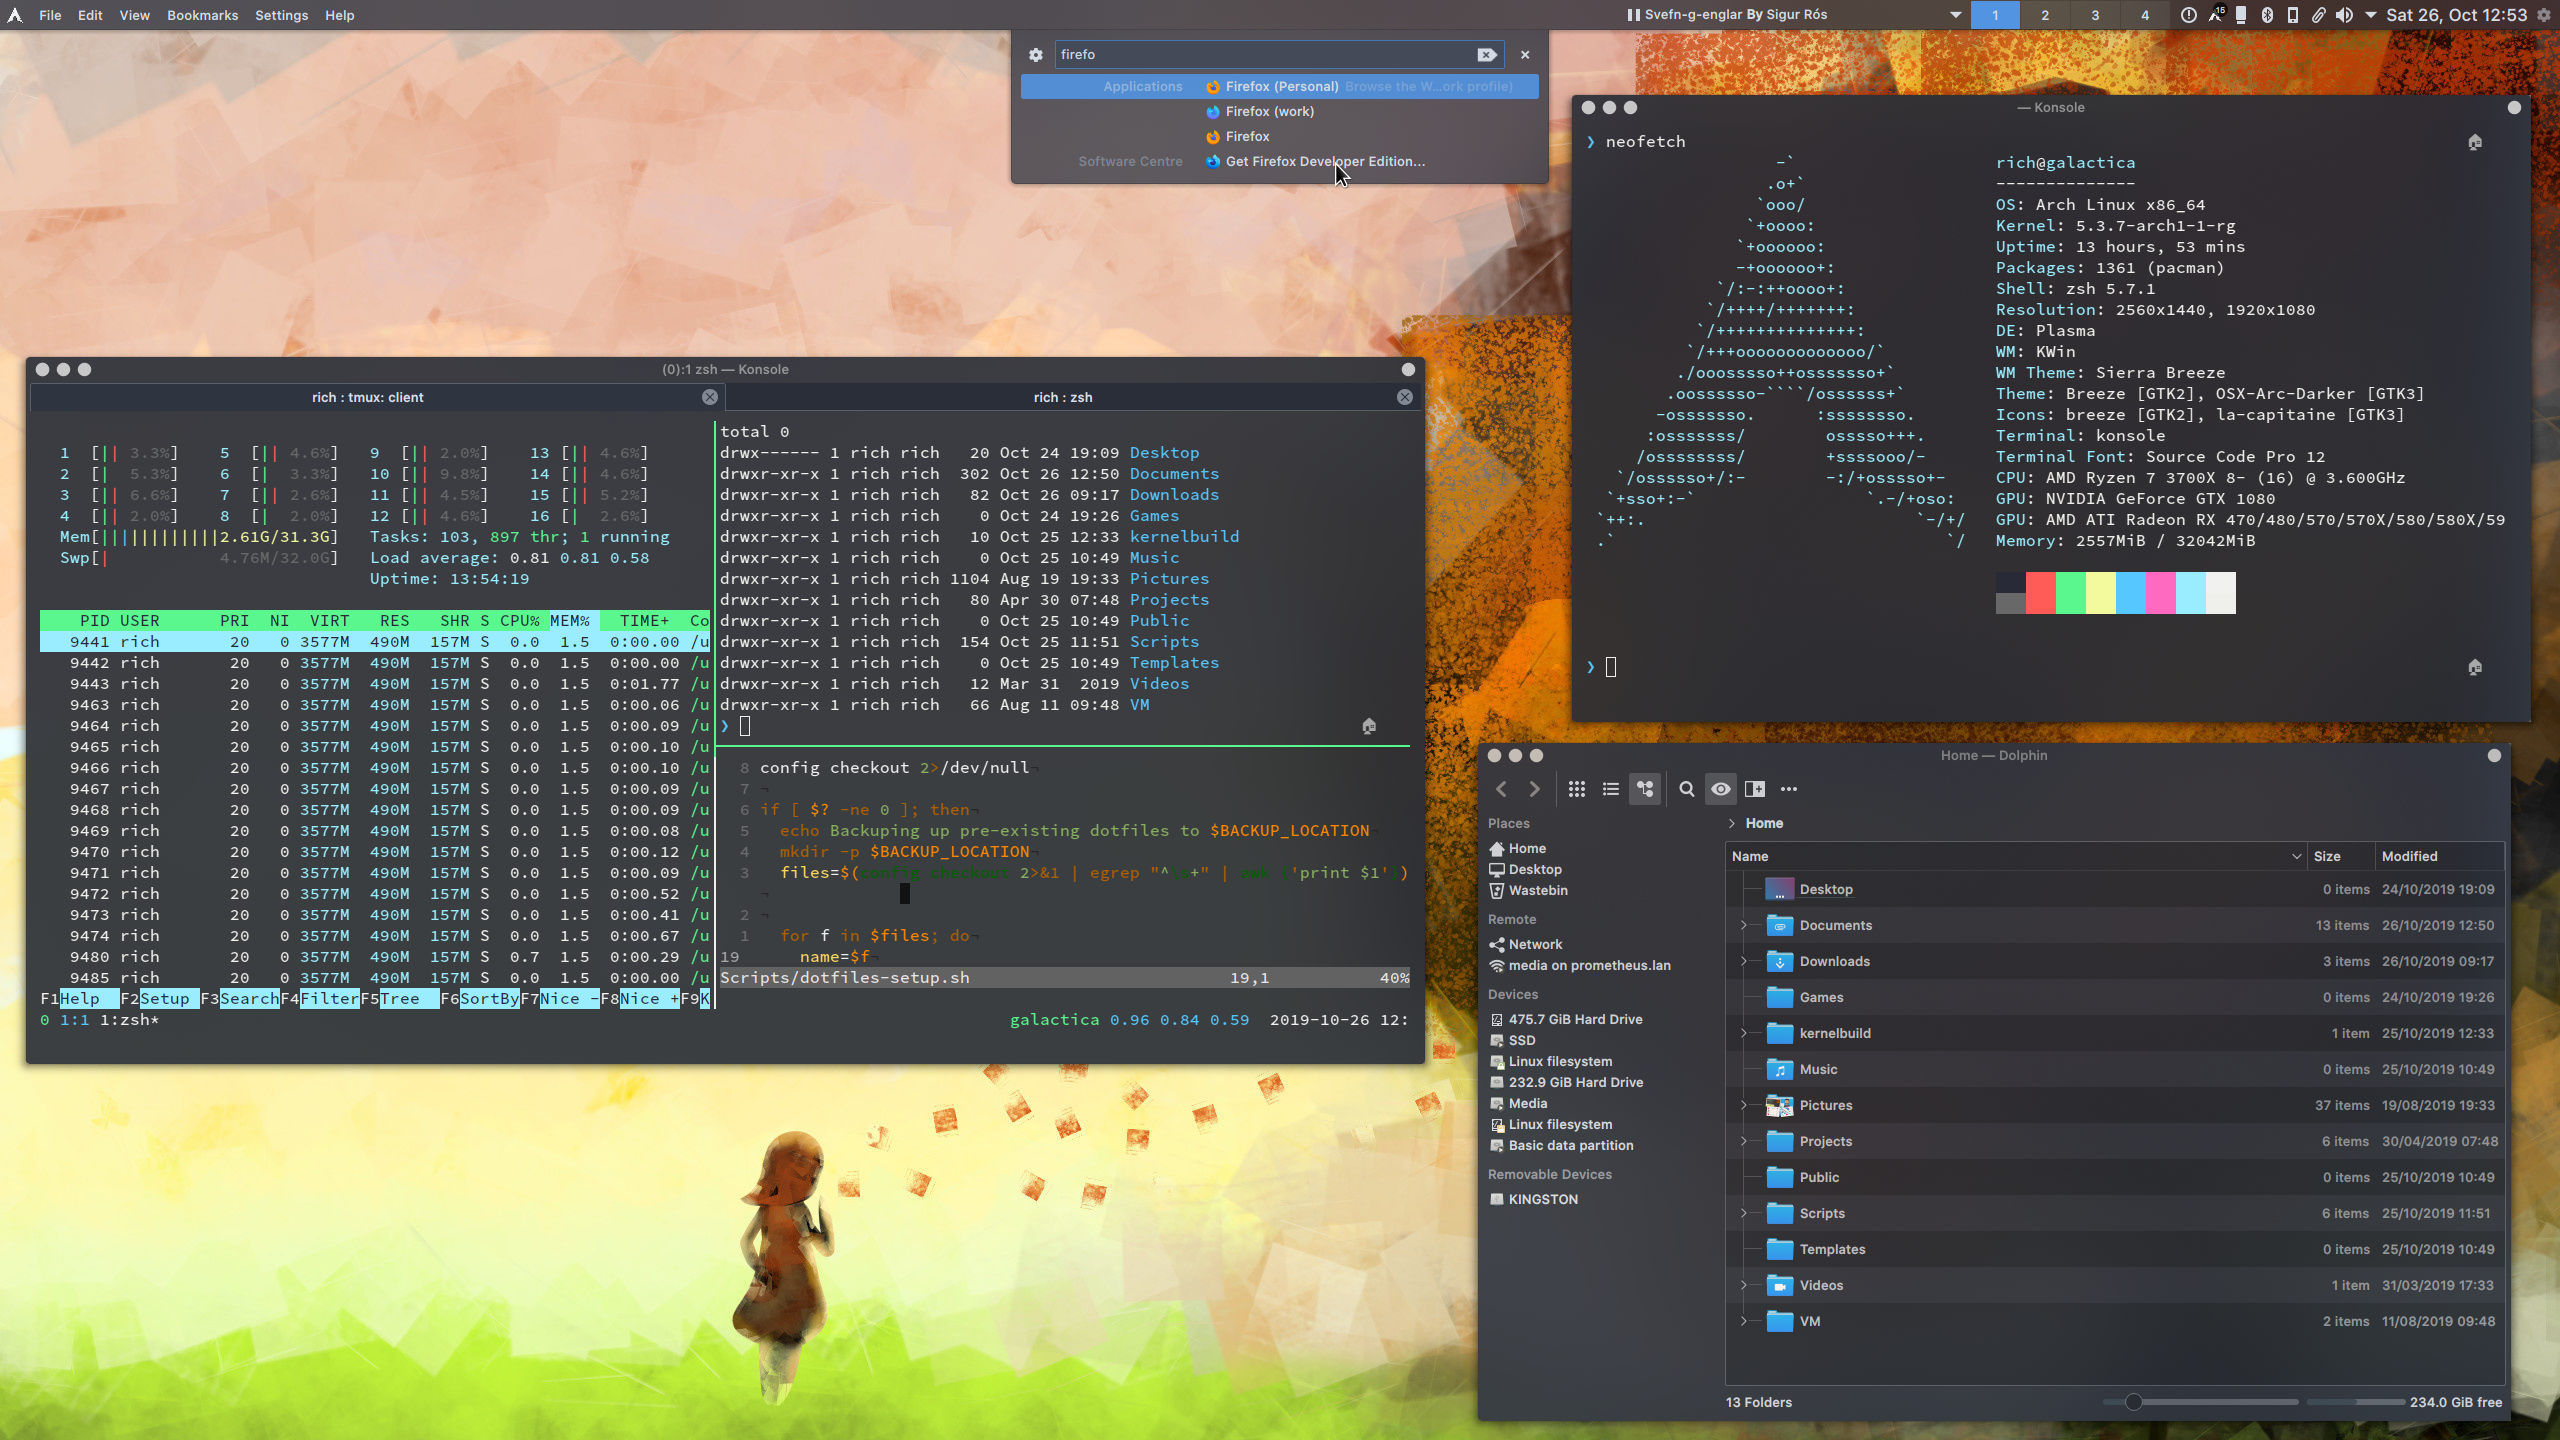 File Edit View Bookmarks Settings Help
Svefn-g-englar By Sigur Rós
1 2 3 4
15
Sat 26, Oct 12:53
firefo
Applications Firefox (Personal) Browse the W...ork profile)
Firefox (work)
Firefox
Software Centre Get Firefox Developer Edition...
— Konsole
❯ neofetch
rich@galactica
--------------
OS: Arch Linux x86_64
Kernel: 5.3.7-arch1-1-rg
Uptime: 13 hours, 53 mins
Packages: 1361 (pacman)
Shell: zsh 5.7.1
Resolution: 2560x1440, 1920x1080
DE: Plasma
WM: KWin
WM Theme: Sierra Breeze
Theme: Breeze [GTK2], OSX-Arc-Darker [GTK3]
Icons: breeze [GTK2], la-capitaine [GTK3]
Terminal: konsole
Terminal Font: Source Code Pro 12
CPU: AMD Ryzen 7 3700X 8- (16) @ 3.600GHz
GPU: NVIDIA GeForce GTX 1080
GPU: AMD ATI Radeon RX 470/480/570/570X/580/580X/59
Memory: 2557MiB / 32042MiB
❯
(0):1 zsh — Konsole
rich : tmux: client
rich : zsh
1 [|| 3.3%] 5 [|| 4.6%] 9 [|| 2.0%] 13 [|| 4.6%]
2 [| 5.3%] 6 [| 3.3%] 10 [|| 9.8%] 14 [|| 4.6%]
3 [|| 6.6%] 7 [|| 2.6%] 11 [|| 4.5%] 15 [|| 5.2%]
4 [|| 2.0%] 8 [| 2.0%] 12 [|| 4.6%] 16 [| 2.6%]
Mem[||||||||||||2.61G/31.3G] Tasks: 103, 897 thr; 1 running
Swp[| 4.76M/32.0G] Load average: 0.81 0.81 0.58
Uptime: 13:54:19
PID USER PRI NI VIRT RES SHR S CPU% MEM% TIME+ Co
9441 rich 20 0 3577M 490M 157M S 0.0 1.5 0:00.00 /u
9442 rich 20 0 3577M 490M 157M S 0.0 1.5 0:00.00 /u
9443 rich 20 0 3577M 490M 157M S 0.0 1.5 0:01.77 /u
9463 rich 20 0 3577M 490M 157M S 0.0 1.5 0:00.06 /u
9464 rich 20 0 3577M 490M 157M S 0.0 1.5 0:00.09 /u
9465 rich 20 0 3577M 490M 157M S 0.0 1.5 0:00.10 /u
9466 rich 20 0 3577M 490M 157M S 0.0 1.5 0:00.10 /u
9467 rich 20 0 3577M 490M 157M S 0.0 1.5 0:00.09 /u
9468 rich 20 0 3577M 490M 157M S 0.0 1.5 0:00.09 /u
9469 rich 20 0 3577M 490M 157M S 0.0 1.5 0:00.08 /u
9470 rich 20 0 3577M 490M 157M S 0.0 1.5 0:00.12 /u
9471 rich 20 0 3577M 490M 157M S 0.0 1.5 0:00.09 /u
9472 rich 20 0 3577M 490M 157M S 0.0 1.5 0:00.52 /u
9473 rich 20 0 3577M 490M 157M S 0.0 1.5 0:00.41 /u
9474 rich 20 0 3577M 490M 157M S 0.0 1.5 0:00.67 /u
9480 rich 20 0 3577M 490M 157M S 0.7 1.5 0:00.29 /u
9485 rich 20 0 3577M 490M 157M S 0.0 1.5 0:00.00 /u
F1Help F2Setup F3SearchF4FilterF5Tree F6SortByF7Nice -F8Nice +F9K
total 0
drwx------ 1 rich rich 20 Oct 24 19:09 Desktop
drwxr-xr-x 1 rich rich 302 Oct 26 12:50 Documents
drwxr-xr-x 1 rich rich 82 Oct 26 09:17 Downloads
drwxr-xr-x 1 rich rich 0 Oct 24 19:26 Games
drwxr-xr-x 1 rich rich 10 Oct 25 12:33 kernelbuild
drwxr-xr-x 1 rich rich 0 Oct 25 10:49 Music
drwxr-xr-x 1 rich rich 1104 Aug 19 19:33 Pictures
drwxr-xr-x 1 rich rich 80 Apr 30 07:48 Projects
drwxr-xr-x 1 rich rich 0 Oct 25 10:49 Public
drwxr-xr-x 1 rich rich 154 Oct 25 11:51 Scripts
drwxr-xr-x 1 rich rich 0 Oct 25 10:49 Templates
drwxr-xr-x 1 rich rich 12 Mar 31 2019 Videos
drwxr-xr-x 1 rich rich 66 Aug 11 09:48 VM
❯
8 config checkout 2>/dev/null¬
7 ¬
6 if [ $? -ne 0 ]; then¬
5 echo Backuping up pre-existing dotfiles to $BACKUP_LOCATION¬
4 mkdir -p $BACKUP_LOCATION¬
3 files=$(config checkout 2>&1 | egrep "^\s+" | awk {'print $1'})
¬
2 ¬
1 for f in $files; do¬
19 name=$f¬
Scripts/dotfiles-setup.sh 19,1 40%
0 1:1 1:zsh* galactica 0.96 0.84 0.59 2019-10-26 12:
Home — Dolphin
Places
Home
Desktop
Wastebin
Remote
Network
media on prometheus.lan
Devices
475.7 GiB Hard Drive
SSD
Linux filesystem
232.9 GiB Hard Drive
Media
Linux filesystem
Basic data partition
Removable Devices
KINGSTON
Home
Name Size Modified
Desktop 0 items 24/10/2019 19:09
Documents 13 items 26/10/2019 12:50
Downloads 3 items 26/10/2019 09:17
Games 0 items 24/10/2019 19:26
kernelbuild 1 item 25/10/2019 12:33
Music 0 items 25/10/2019 10:49
Pictures 37 items 19/08/2019 19:33
Projects 6 items 30/04/2019 07:48
Public 0 items 25/10/2019 10:49
Scripts 6 items 25/10/2019 11:51
Templates 0 items 25/10/2019 10:49
Videos 1 item 31/03/2019 17:33
VM 2 items 11/08/2019 09:48
13 Folders 234.0 GiB free